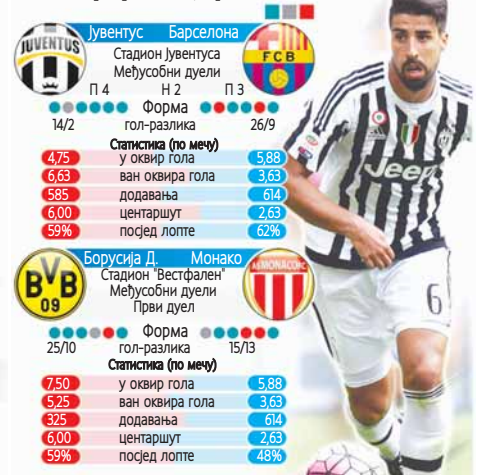 Јувентус Барселона
JUVENTUS
FCB
Стадион Јувентуса
Међусобни дуели
П 4 Н 2 П 3
Форма
14/2 гол-разлика 26/9
Статистика (по мечу)
4,75 у оквир гола 5,88
6,63 ван оквира гола 3,63
585 додавања 614
6,00 центаршут 2,63
59% посјед лопте 62%
Jeep
6
Борусија Д. Монако
BVB
09
AS MONACO FC
Стадион "Вестфален"
Међусобни дуели
Први дуел
Форма
25/10 гол-разлика 15/13
Статистика (по мечу)
7,50 у оквир гола 5,88
5,25 ван оквира гола 3,63
325 додавања 614
6,00 центаршут 2,63
59% посјед лопте 48%